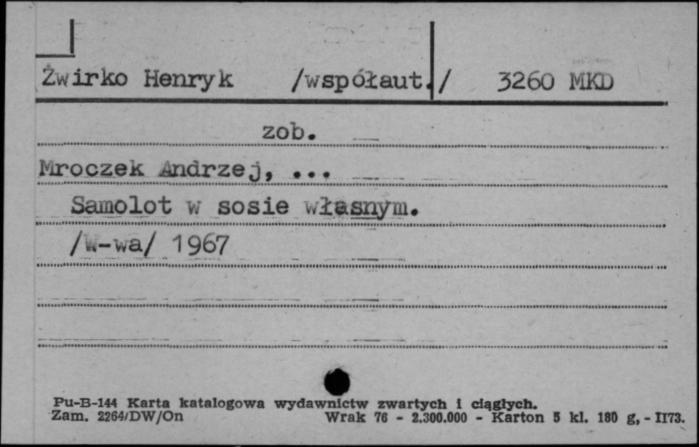 Żwirko Henryk /współaut./ 3260 MKD
zob.
Mroczek Andrzej, ...
Samolot w sosie własnym.
/W-wa/ 1967
Pu-B-144 Karta katalogowa wydawnictw zwartych i ciągłych.
Zam. 2264/DW/On Wrak 76 - 2.300.000 - Karton 5 kl. 180 g, - II73.